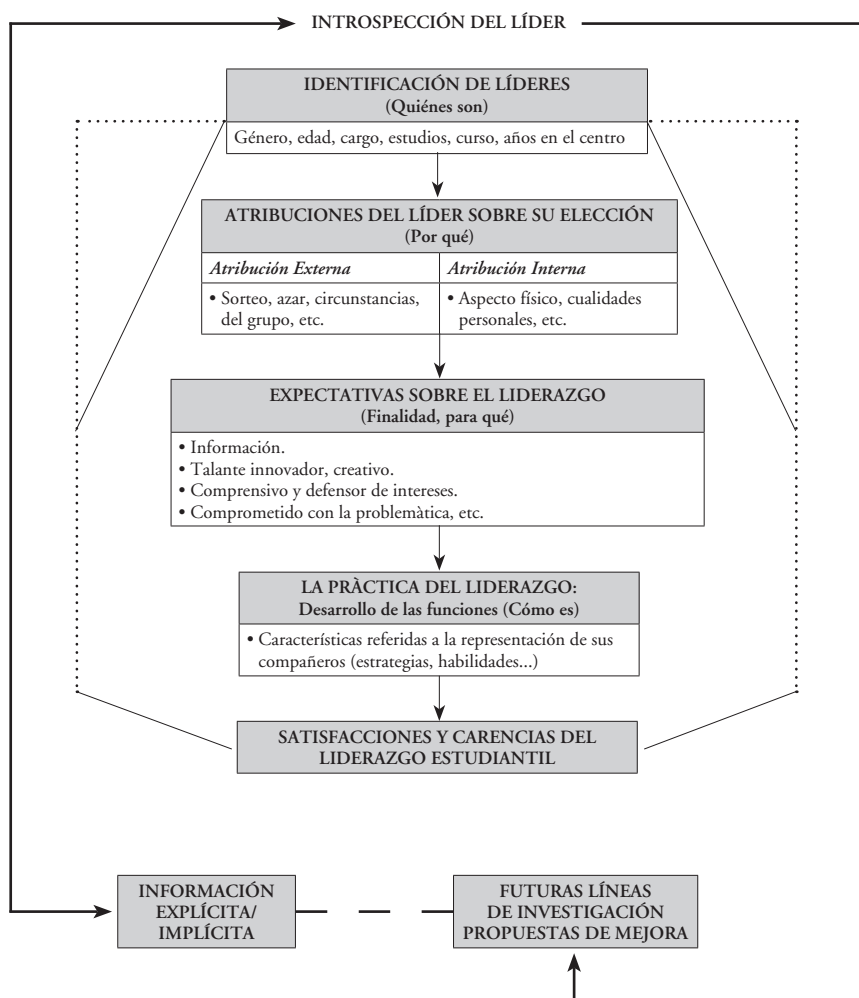 INTROSPECCIÓN DEL LÍDER
IDENTIFICACIÓN DE LÍDERES
(Quiénes son)
Género, edad, cargo, estudios, curso, años en el centro
ATRIBUCIONES DEL LÍDER SOBRE SU ELECCIÓN
(Por qué)
Atribución Externa
• Sorteo, azar, circunstancias,
del grupo, etc.
Atribución Interna
• Aspecto físico, cualidades
personales, etc.
EXPECTATIVAS SOBRE EL LIDERAZGO
(Finalidad, para qué)
• Información.
• Talante innovador, creativo.
• Comprensivo y defensor de intereses.
• Comprometido con la problemàtica, etc.
LA PRÀCTICA DEL LIDERAZGO:
Desarrollo de las funciones (Cómo es)
• Características referidas a la representación de sus
compañeros (estrategias, habilidades...)
SATISFACCIONES Y CARENCIAS DEL
LIDERAZGO ESTUDIANTIL
INFORMACIÓN
EXPLÍCITA/
IMPLÍCITA
FUTURAS LÍNEAS
DE INVESTIGACIÓN
PROPUESTAS DE MEJORA